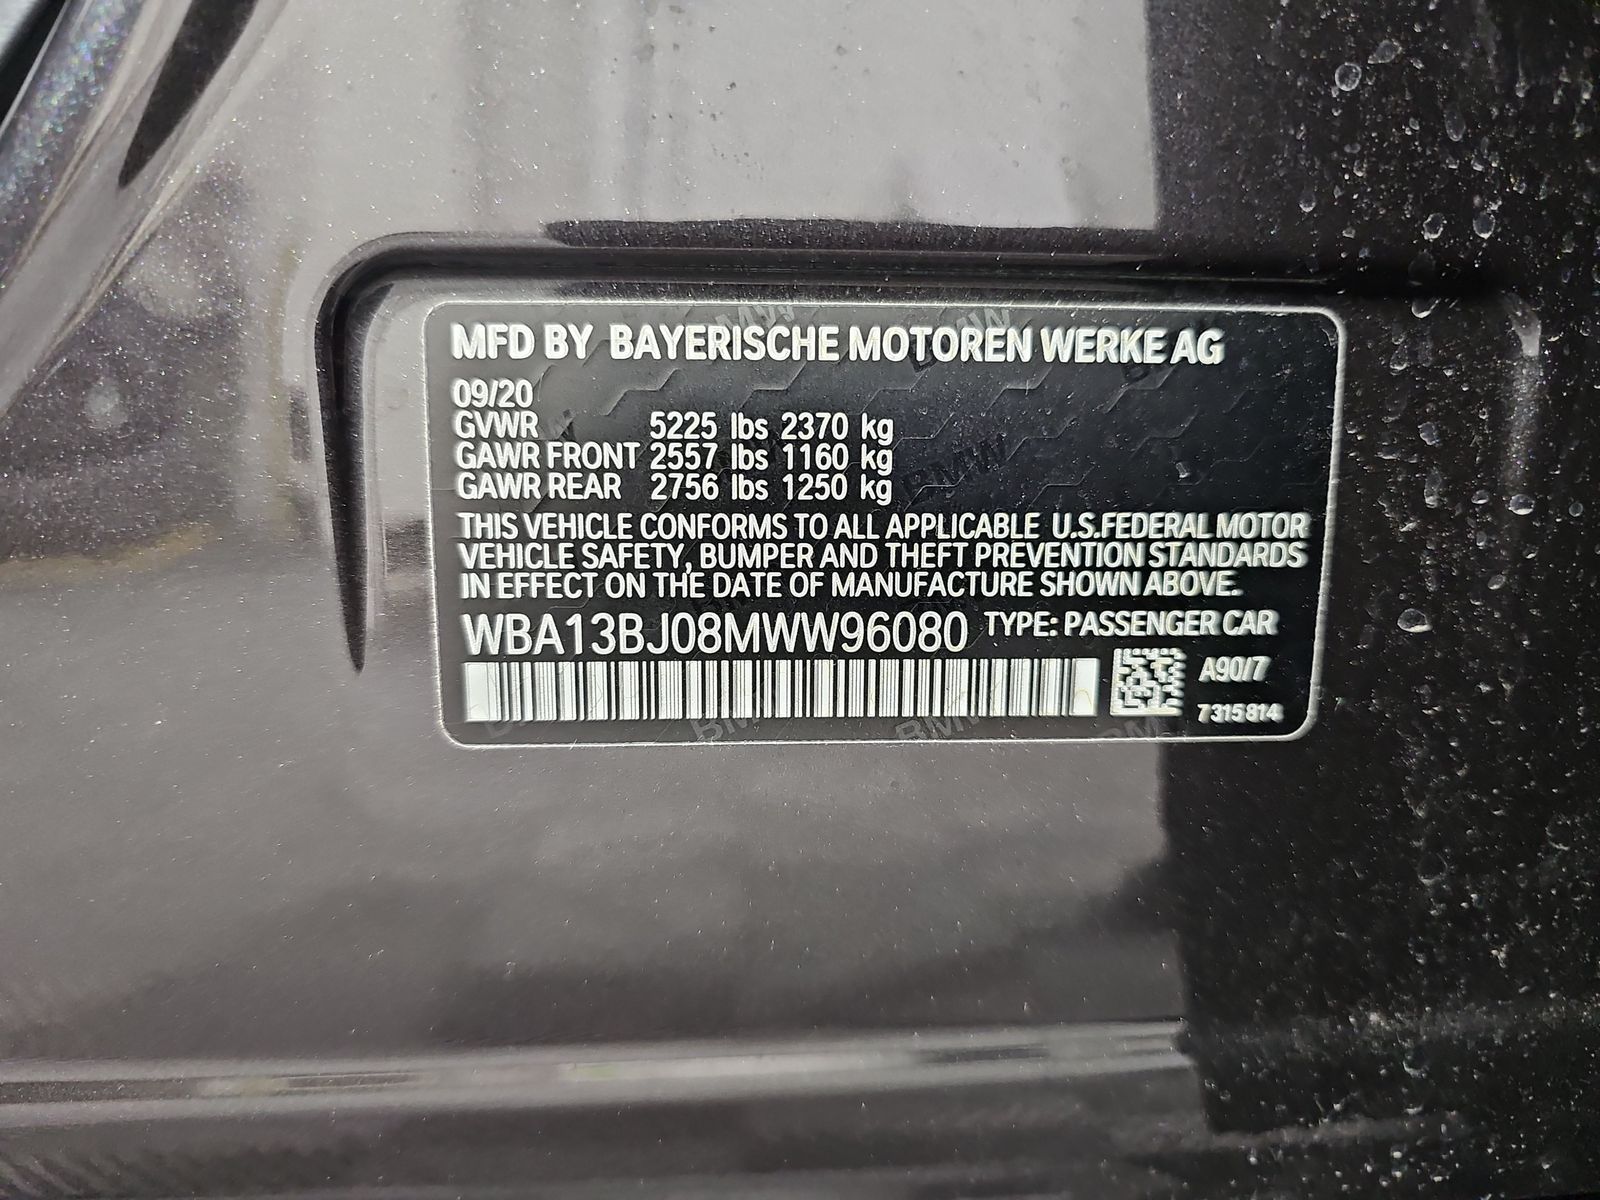 MFD BY BAYERISCHE MOTOREN WERKE AG
09/20
GVWR 5225 lbs 2370 kg
GAWR FRONT 2557 lbs 1160 kg
GAWR REAR 2756 lbs 1250 kg
THIS VEHICLE CONFORMS TO ALL APPLICABLE U.S.FEDERAL MOTOR
VEHICLE SAFETY, BUMPER AND THEFT PREVENTION STANDARDS
IN EFFECT ON THE DATE OF MANUFACTURE SHOWN ABOVE.
WBA13BJ08MWW96080 TYPE: PASSENGER CAR
A90/7
7315814